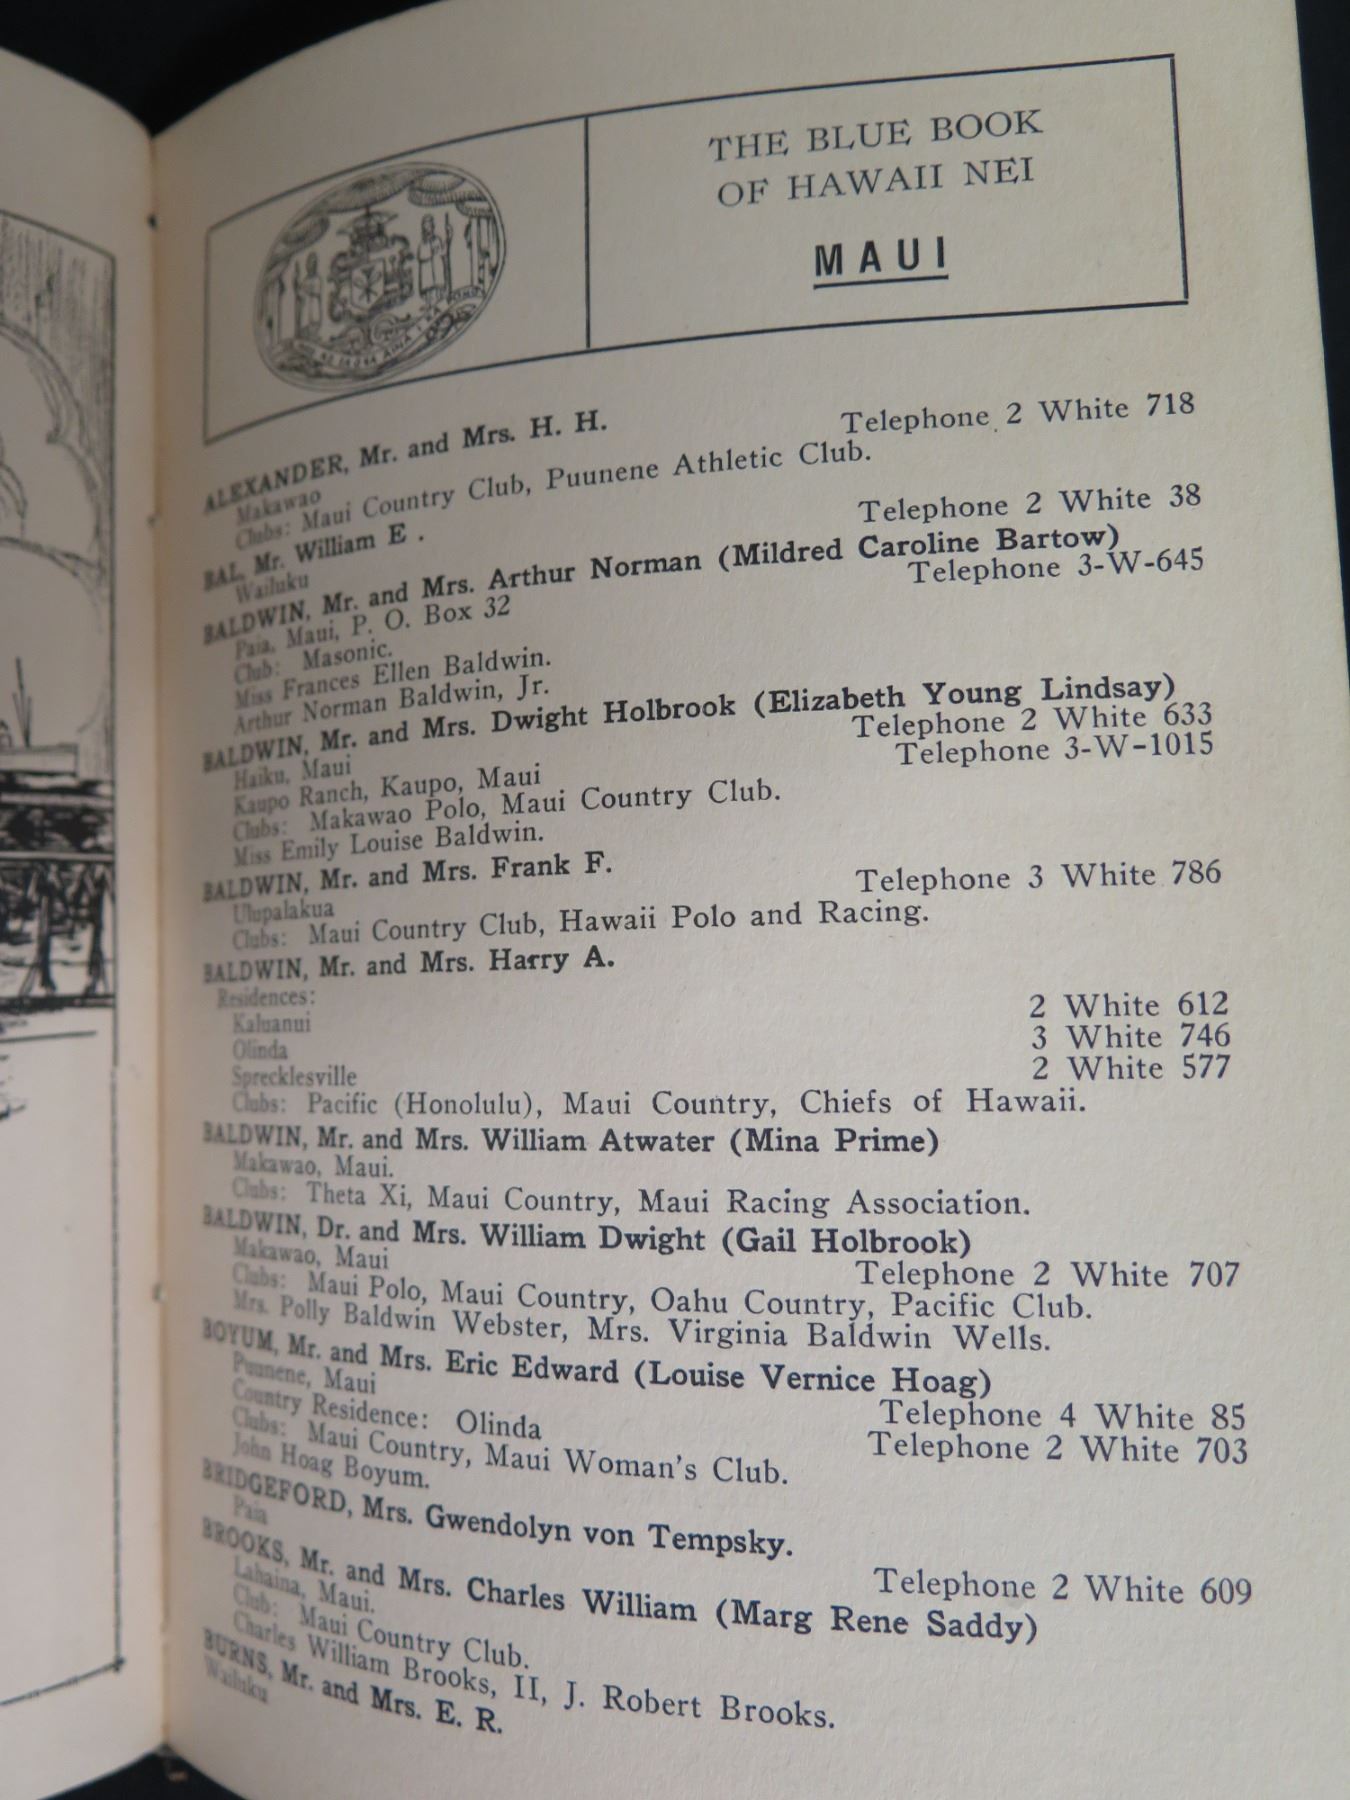 THE BLUE BOOK
OF HAWAII NEI
MAUI
ALEXANDER, Mr. and Mrs. H. H.
Telephone 2 White 718
Makawao
Clubs: Maui Country Club, Puunene Athletic Club.
BAL, Mr. William E .
Telephone 2 White 38
Wailuku
BALDWIN, Mr. and Mrs. Arthur Norman (Mildred Caroline Bartow)
Telephone 3-W-645
Paia, Maui, P. O. Box 32
Club: Masonic.
Miss Frances Ellen Baldwin.
Arthur Norman Baldwin, Jr.
BALDWIN, Mr. and Mrs. Dwight Holbrook (Elizabeth Young Lindsay)
Haiku, Maui Telephone 2 White 633
Kaupo Ranch, Kaupo, Maui Telephone 3-W-1015
Clubs: Makawao Polo, Maui Country Club.
Miss Emily Louise Baldwin.
BALDWIN, Mr. and Mrs. Frank F.
Ulupalakua Telephone 3 White 786
Clubs: Maui Country Club, Hawaii Polo and Racing.
BALDWIN, Mr. and Mrs. Harry A.
Residences:
Kaluanui 2 White 612
Olinda 3 White 746
Sprecklesville 2 White 577
Clubs: Pacific (Honolulu), Maui Country, Chiefs of Hawaii.
BALDWIN, Mr. and Mrs. William Atwater (Mina Prime)
Makawao, Maui.
Clubs: Theta Xi, Maui Country, Maui Racing Association.
BALDWIN, Dr. and Mrs. William Dwight (Gail Holbrook)
Makawao, Maui Telephone 2 White 707
Clubs: Maui Polo, Maui Country, Oahu Country, Pacific Club.
Mrs. Polly Baldwin Webster, Mrs. Virginia Baldwin Wells.
BOYUM, Mr. and Mrs. Eric Edward (Louise Vernice Hoag)
Puunene, Maui Telephone 4 White 85
Country Residence: Olinda Telephone 2 White 703
Clubs: Maui Country, Maui Woman's Club.
John Hoag Boyum.
BRIDGEFORD, Mrs. Gwendolyn von Tempsky.
Paia Telephone 2 White 609
BROOKS, Mr. and Mrs. Charles William (Marg Rene Saddy)
Lahaina, Maui.
Club: Maui Country Club.
Charles William Brooks, II, J. Robert Brooks.
BURNS, Mr. and Mrs. E. R.
Wailuku